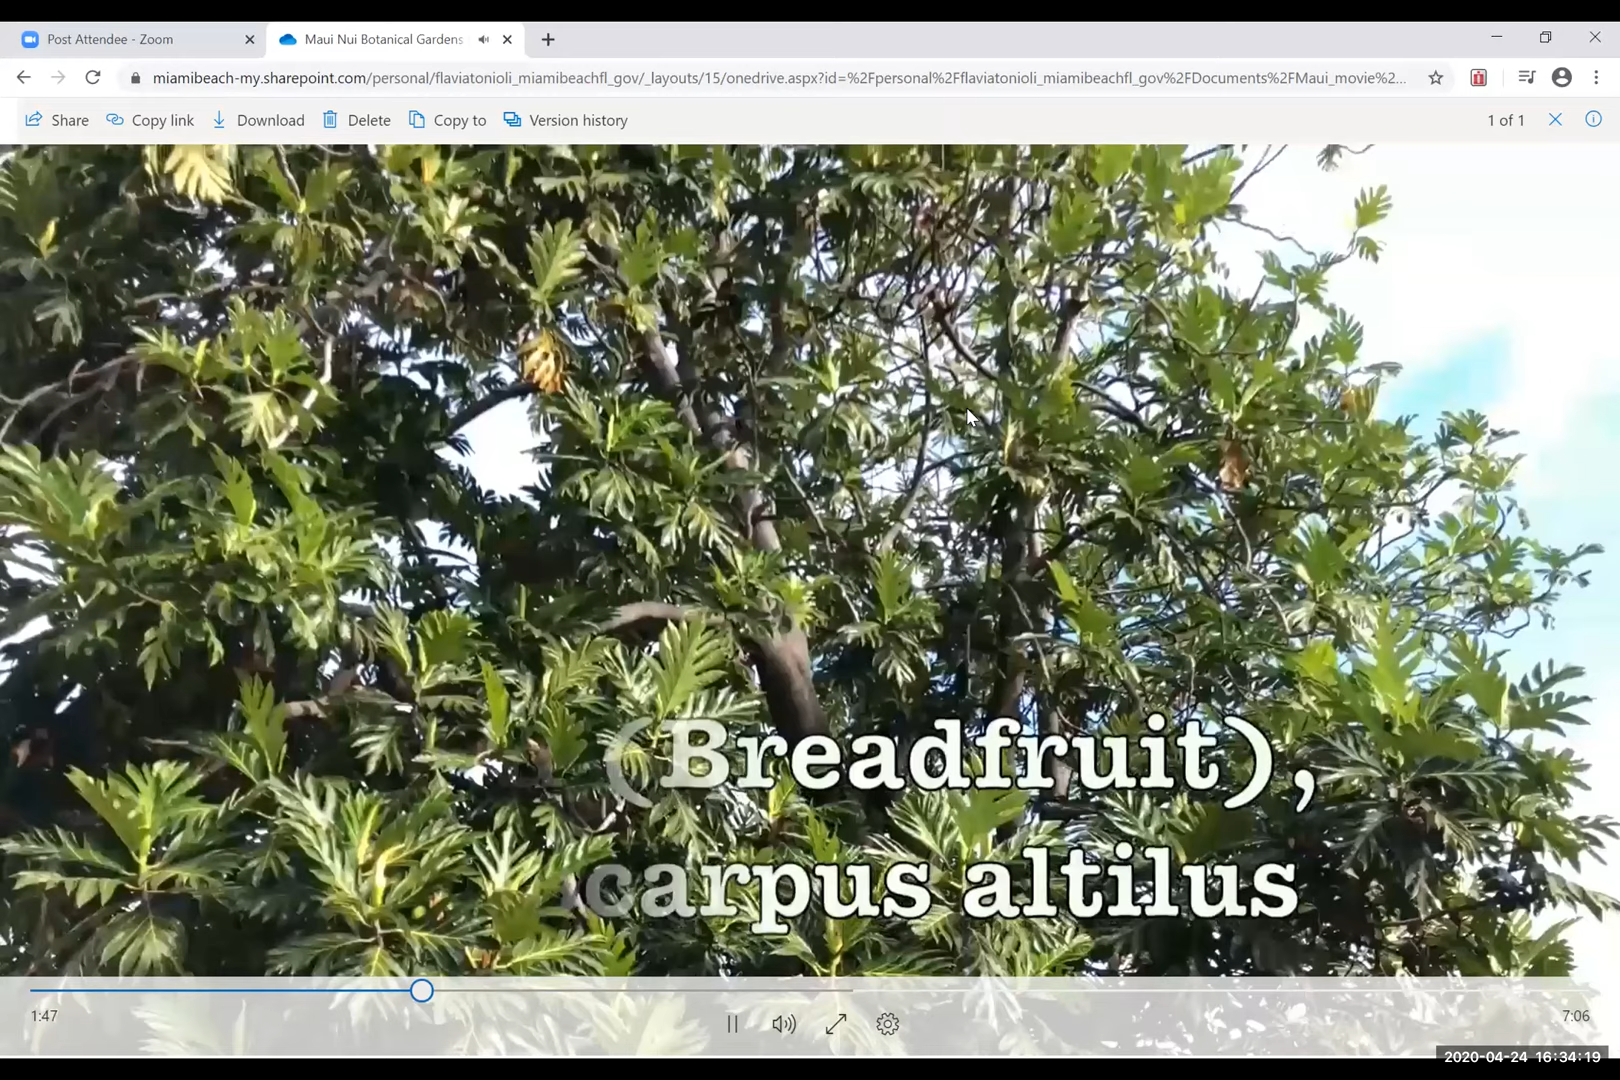 Post Attendee - Zoom
Maui Nui Botanical Gardens
miamibeach-my.sharepoint.com/personal/flaviatonioli_miamibeachfl_gov/_layouts/15/onedrive.aspx?id=%2Fpersonal%2Fflaviatonioli_miamibeachfl_gov%2FDocuments%2FMaui_movie%2...
Share Copy link Download Delete Copy to Version history 1 of 1
(Breadfruit),
carpus altilus
1:47
7:06
2020-04-24 16:34:19